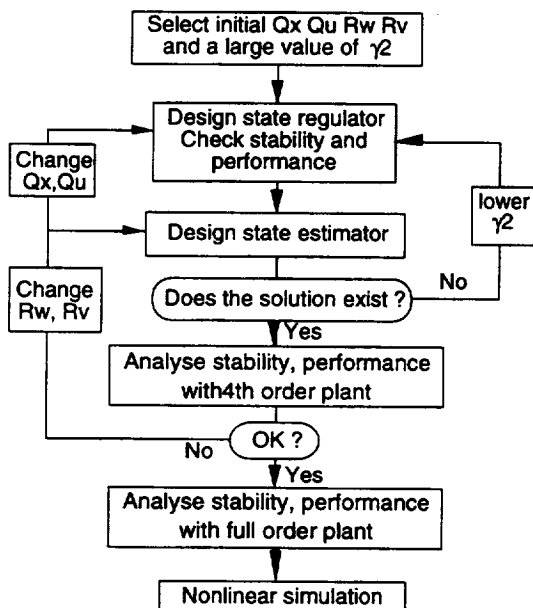 Select initial Qx Qu Rw Rv
and a large value of γ2
Design state regulator
Check stability and
performance
Change
Qx,Qu
lower
γ2
Design state estimator
Change
Rw, Rv
No
Does the solution exist ?
Yes
Analyse stability, performance
with4th order plant
No
OK ?
Yes
Analyse stability, performance
with full order plant
Nonlinear simulation